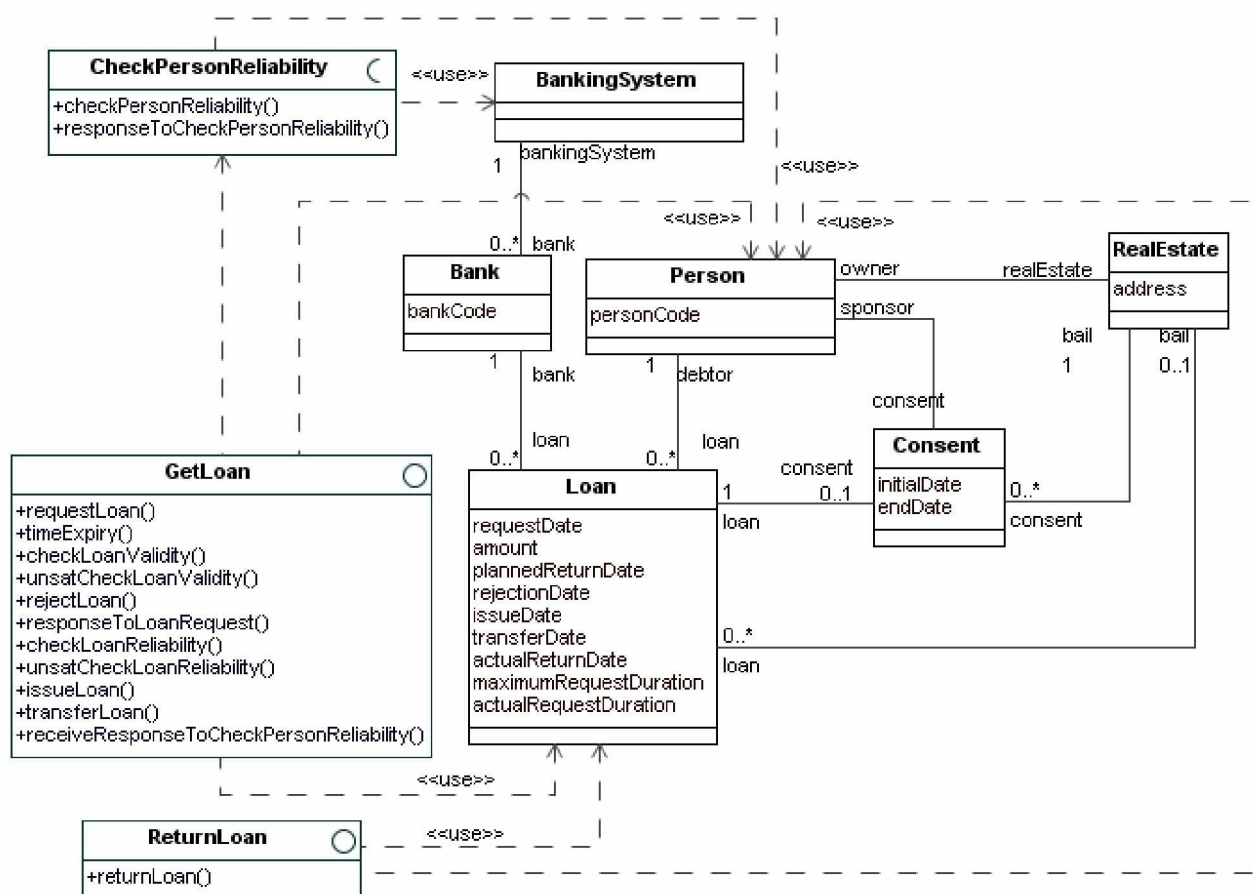 CheckPersonReliability
+checkPersonReliability()
+responseToCheckPersonReliability()
<<use>>
BankingSystem
1
bankingSystem
<<use>>
<<use>>
<<use>>
0..*
bank
Bank
bankCode
1
bank
Person
personCode
1
debtor
owner
realEstate
sponsor
RealEstate
address
bail
1
bail
0..1
consent
Consent
initialDate
endDate
0..*
consent
loan
0..*
loan
0..*
consent
0..1
1
loan
GetLoan
+requestLoan()
+timeExpiry()
+checkLoanValidity()
+unsatCheckLoanValidity()
+rejectLoan()
+responseToLoanRequest()
+checkLoanReliability()
+unsatCheckLoanReliability()
+issueLoan()
+transferLoan()
+receiveResponseToCheckPersonReliability()
Loan
requestDate
amount
plannedReturnDate
rejectionDate
issueDate
transferDate
actualReturnDate
maximumRequestDuration
actualRequestDuration
0..*
loan
<<use>>
<<use>>
ReturnLoan
+returnLoan()